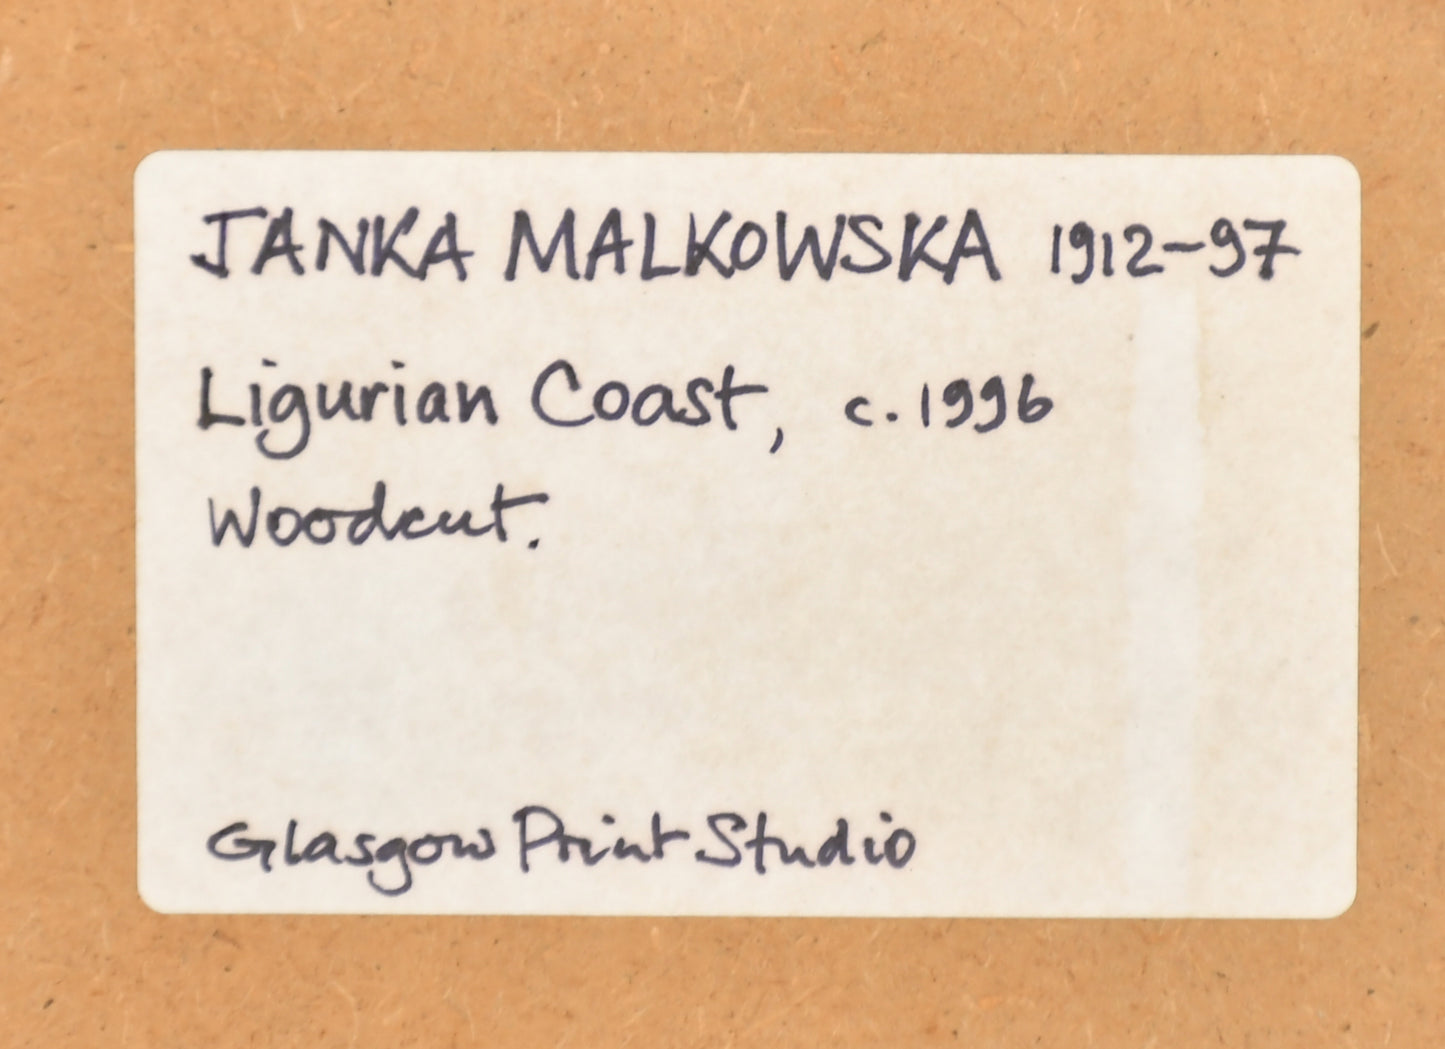 JANKA MALKOWSKA 1912-97
Ligurian Coast, c. 1996
Woodcut.
Glasgow Print Studio